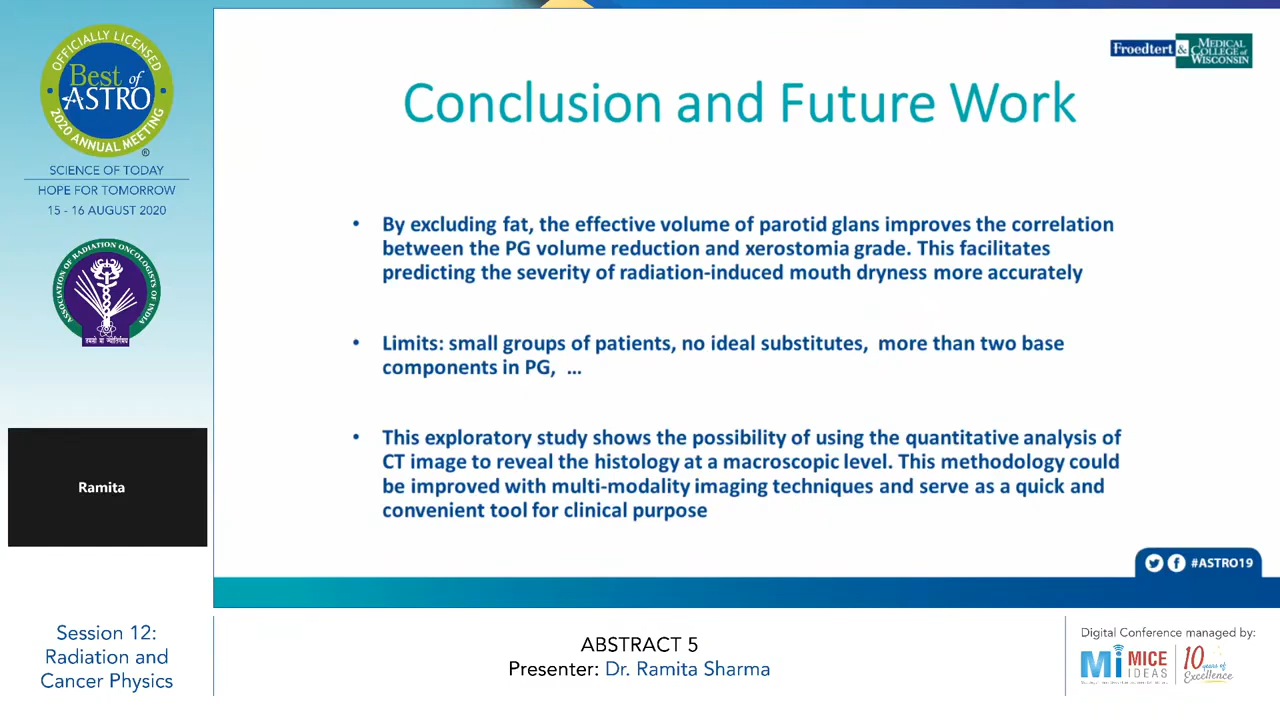 OFFICIALLY LICENSED
Best of
ASTRO
2020 ANNUAL MEETING
®
SCIENCE OF TODAY
HOPE FOR TOMORROW
15 - 16 AUGUST 2020
ASSOCIATION OF RADIATION ONCOLOGISTS OF INDIA
Ramita
Session 12:
Radiation and
Cancer Physics
Froedtert & MEDICAL
COLLEGE of
WISCONSIN
Conclusion and Future Work
• By excluding fat, the effective volume of parotid glans improves the correlation
between the PG volume reduction and xerostomia grade. This facilitates
predicting the severity of radiation-induced mouth dryness more accurately
• Limits: small groups of patients, no ideal substitutes, more than two base
components in PG, ...
• This exploratory study shows the possibility of using the quantitative analysis of
CT image to reveal the histology at a macroscopic level. This methodology could
be improved with multi-modality imaging techniques and serve as a quick and
convenient tool for clinical purpose
#ASTRO19
ABSTRACT 5
Presenter: Dr. Ramita Sharma
Digital Conference managed by:
Mi MICE
IDEAS
10 years of
Excellence